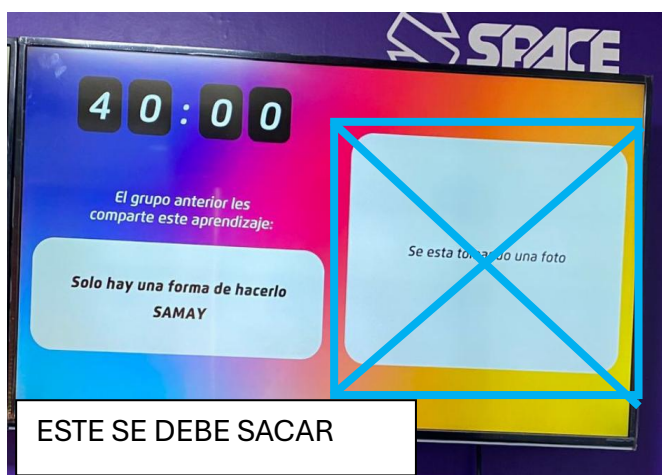 SPACE
40:00
El grupo anterior les
comparte este aprendizaje:
Solo hay una forma de hacerlo
SAMAY
Se esta tomando una foto
ESTE SE DEBE SACAR